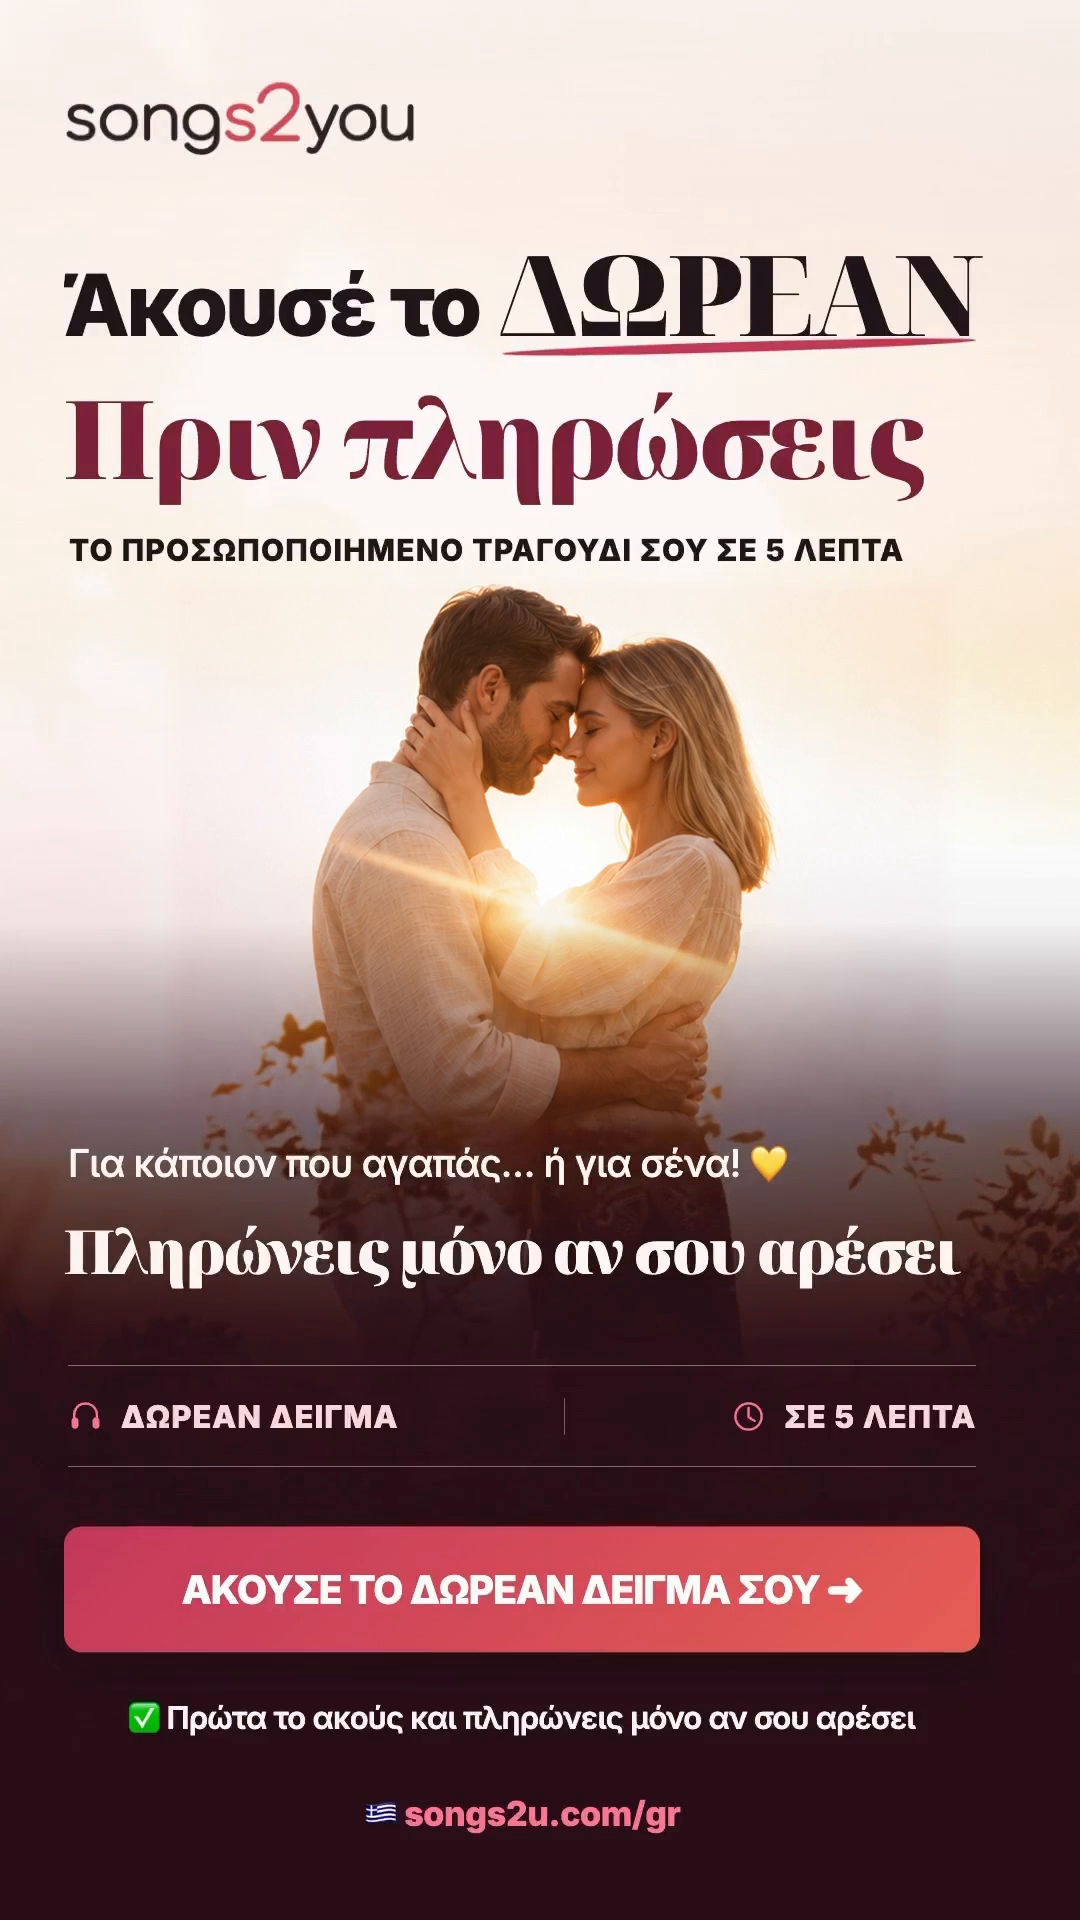 songs2you
Άκουσέ το ΔΩΡΕΑΝ
Πριν πληρώσεις
ΤΟ ΠΡΟΣΩΠΟΠΟΙΗΜΕΝΟ ΤΡΑΓΟΥΔΙ ΣΟΥ ΣΕ 5 ΛΕΠΤΑ
Για κάποιον που αγαπάς... ή για σένα! 💛
Πληρώνεις μόνο αν σου αρέσει
ΔΩΡΕΑΝ ΔΕΙΓΜΑ
ΣΕ 5 ΛΕΠΤΑ
ΑΚΟΥΣΕ ΤΟ ΔΩΡΕΑΝ ΔΕΙΓΜΑ ΣΟΥ ➜
✅ Πρώτα το ακούς και πληρώνεις μόνο αν σου αρέσει
🇬🇷 songs2u.com/gr